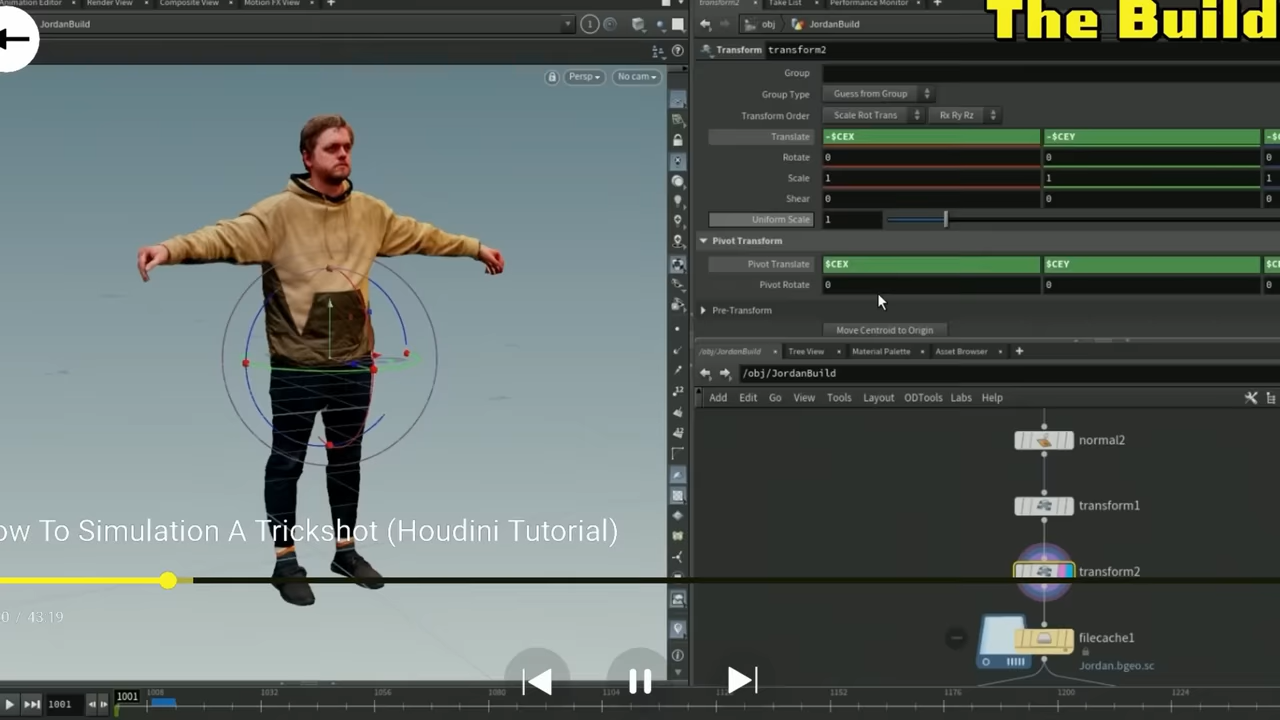 Animation Editor
Render View
Composite View
Motion FX View
transform2
Take List
Performance Monitor
The Build
JordanBuild
1
obj
JordanBuild
Transform transform2
Persp
No cam
Group
Group Type Guess from Group
Transform Order Scale Rot Trans Rx Ry Rz
Translate -$CEX -$CEY
Rotate 0 0
Scale 1 1 1
Shear 0 0
Uniform Scale 1
Pivot Transform
Pivot Translate $CEX $CEY
Pivot Rotate 0 0 0
Pre-Transform
Move Centroid to Origin
/obj/JordanBuild
Tree View
Material Palette
Asset Browser
/obj/JordanBuild
Add Edit Go View Tools Layout ODTools Labs Help
normal2
transform1
transform2
filecache1
Jordan.bgeo.sc
ow To Simulation A Trickshot (Houdini Tutorial)
0 / 43:19
1001
1001
1008
1032
1056
1080
1104
1152
1176
1200
1224